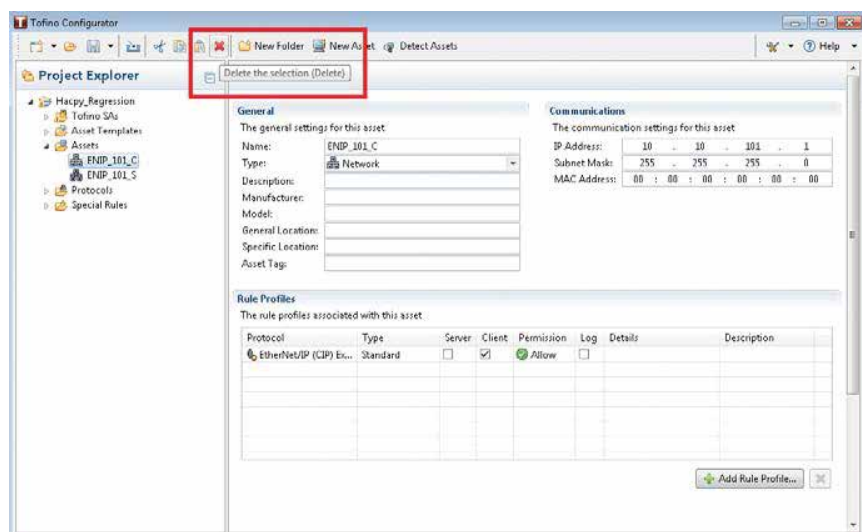 Tofino Configurator
New Folder New Asset Detect Assets Help
Project Explorer
Delete the selection (Delete)
Hacpy_Regression
Tofino SAs
Asset Templates
Assets
ENIP_101_C
ENIP_101_S
Protocols
Special Rules
General
The general settings for this asset
Name: ENIP_101_C
Type: Network
Description:
Manufacturer:
Model:
General Location:
Specific Location:
Asset Tag:
Communications
The communication settings for this asset
IP Address: 10 . 10 . 101 . 1
Subnet Mask: 255 . 255 . 255 . 0
MAC Address: 00 : 00 : 00 : 00 : 00 : 00
Rule Profiles
The rule profiles associated with this asset
Protocol Type Server Client Permission Log Details Description
EtherNet/IP (CIP) Ex... Standard Allow
Add Rule Profile...